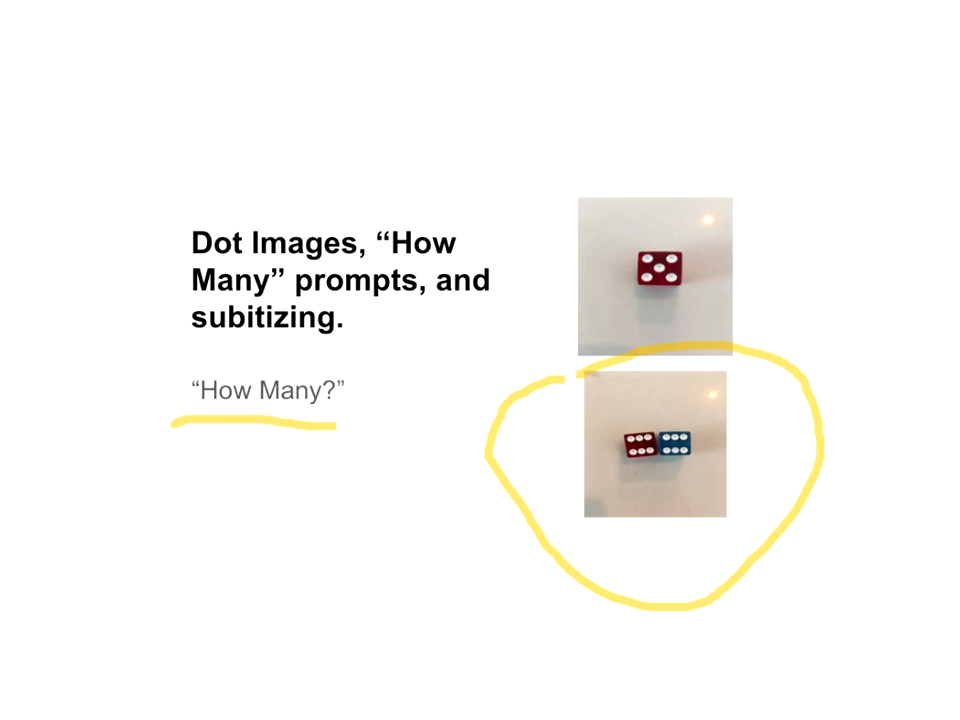 Dot Images, “How
Many” prompts, and
subitizing.
“How Many?”